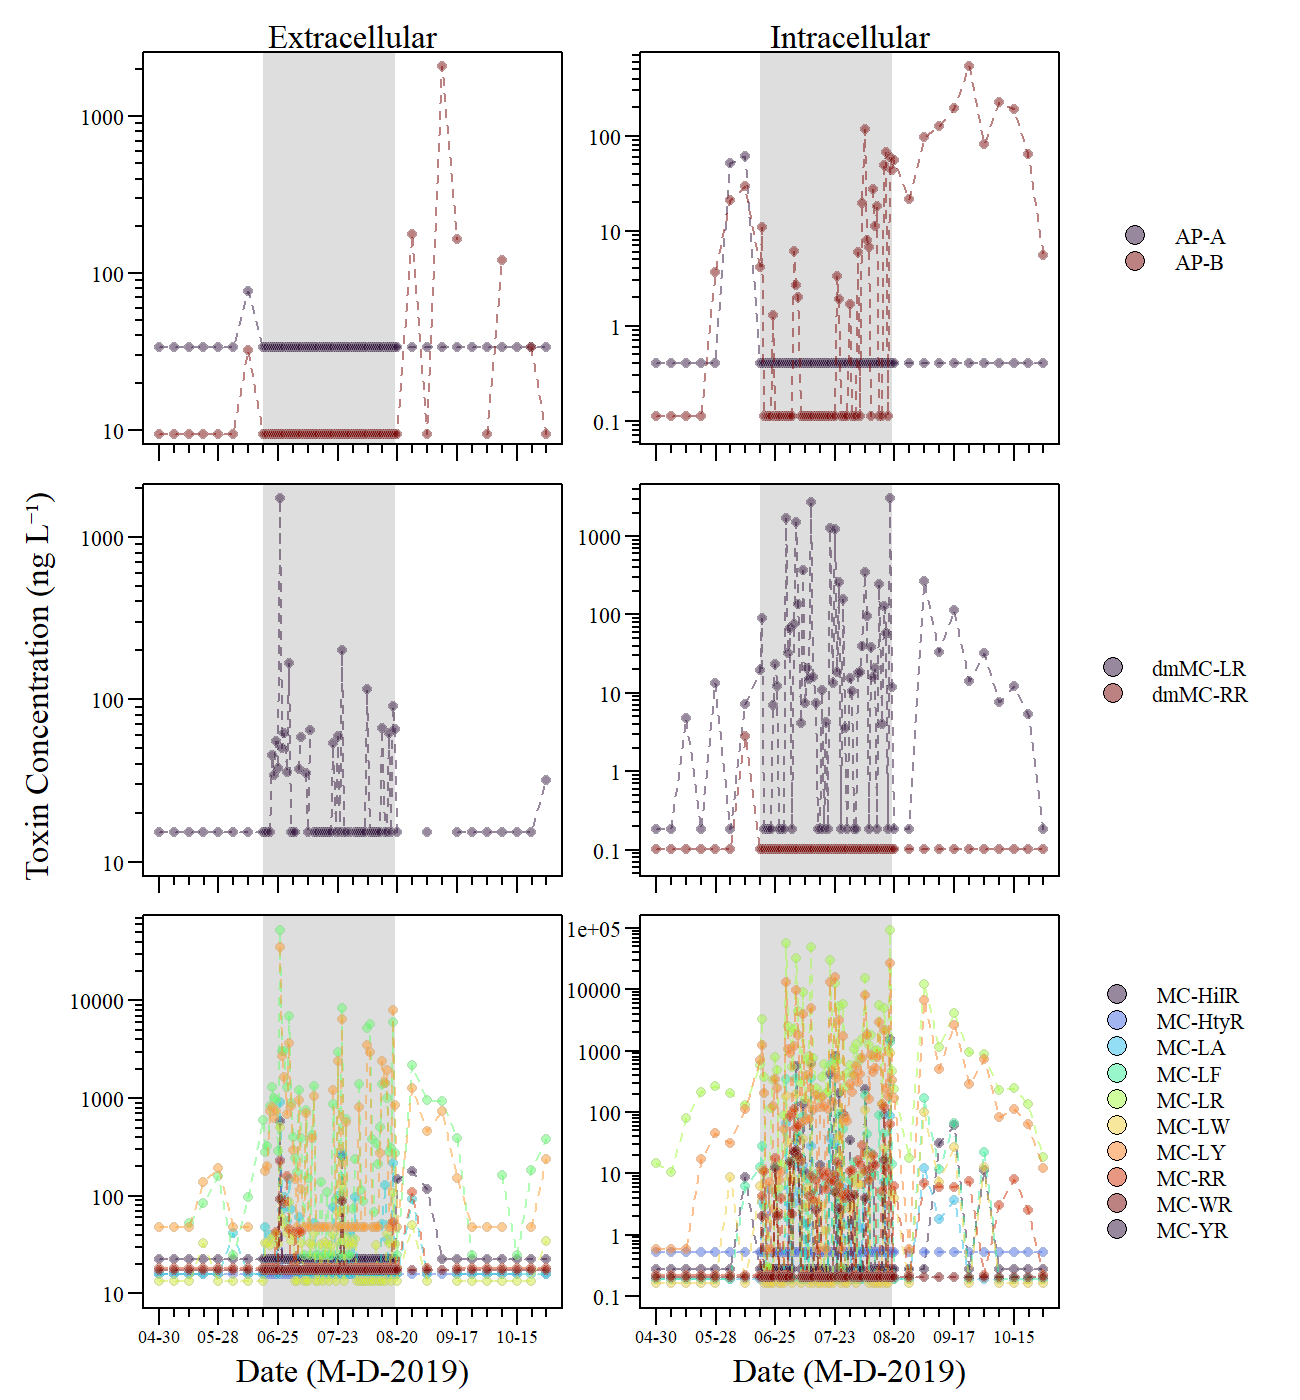 Extracellular
Intracellular
1000
100
10
100
10
1
0.1
AP-A
AP-B
Toxin Concentration (ng L⁻¹)
1000
100
10
1000
100
10
1
0.1
dmMC-LR
dmMC-RR
10000
1000
100
10
1e+05
10000
1000
100
10
1
0.1
MC-HiIR
MC-HtyR
MC-LA
MC-LF
MC-LR
MC-LW
MC-LY
MC-RR
MC-WR
MC-YR
04-30 05-28 06-25 07-23 08-20 09-17 10-15
04-30 05-28 06-25 07-23 08-20 09-17 10-15
Date (M-D-2019)
Date (M-D-2019)